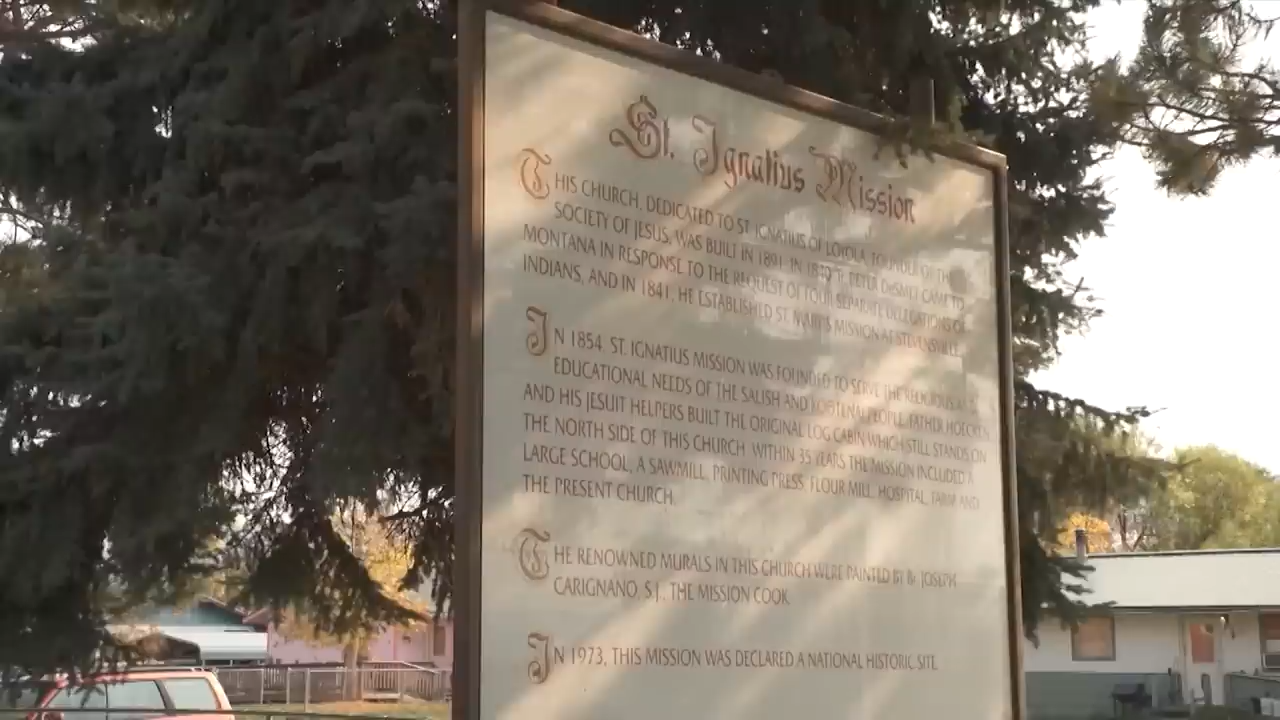 St. Ignatius Mission
THIS CHURCH, DEDICATED TO ST. IGNATIUS OF LOYOLA, FOUNDER OF THE
SOCIETY OF JESUS, WAS BUILT IN 1891. IN 1840 Fr. PETER DeSMET CAME TO
MONTANA IN RESPONSE TO THE REQUEST OF FOUR SEPARATE DELEGATIONS OF
INDIANS, AND IN 1841, HE ESTABLISHED ST. MARY'S MISSION AT STEVENSVILLE.
IN 1854, ST. IGNATIUS MISSION WAS FOUNDED TO SERVE THE RELIGIOUS AND
EDUCATIONAL NEEDS OF THE SALISH AND KOOTENAI PEOPLE. FATHER HOECKEN
AND HIS JESUIT HELPERS BUILT THE ORIGINAL LOG CABIN WHICH STILL STANDS ON
THE NORTH SIDE OF THIS CHURCH. WITHIN 35 YEARS THE MISSION INCLUDED A
LARGE SCHOOL, A SAWMILL, PRINTING PRESS, FLOUR MILL, HOSPITAL, FARM AND
THE PRESENT CHURCH.
THE RENOWNED MURALS IN THIS CHURCH WERE PAINTED BY Br. JOSEPH
CARIGNANO, S.J., THE MISSION COOK.
IN 1973, THIS MISSION WAS DECLARED A NATIONAL HISTORIC SITE.